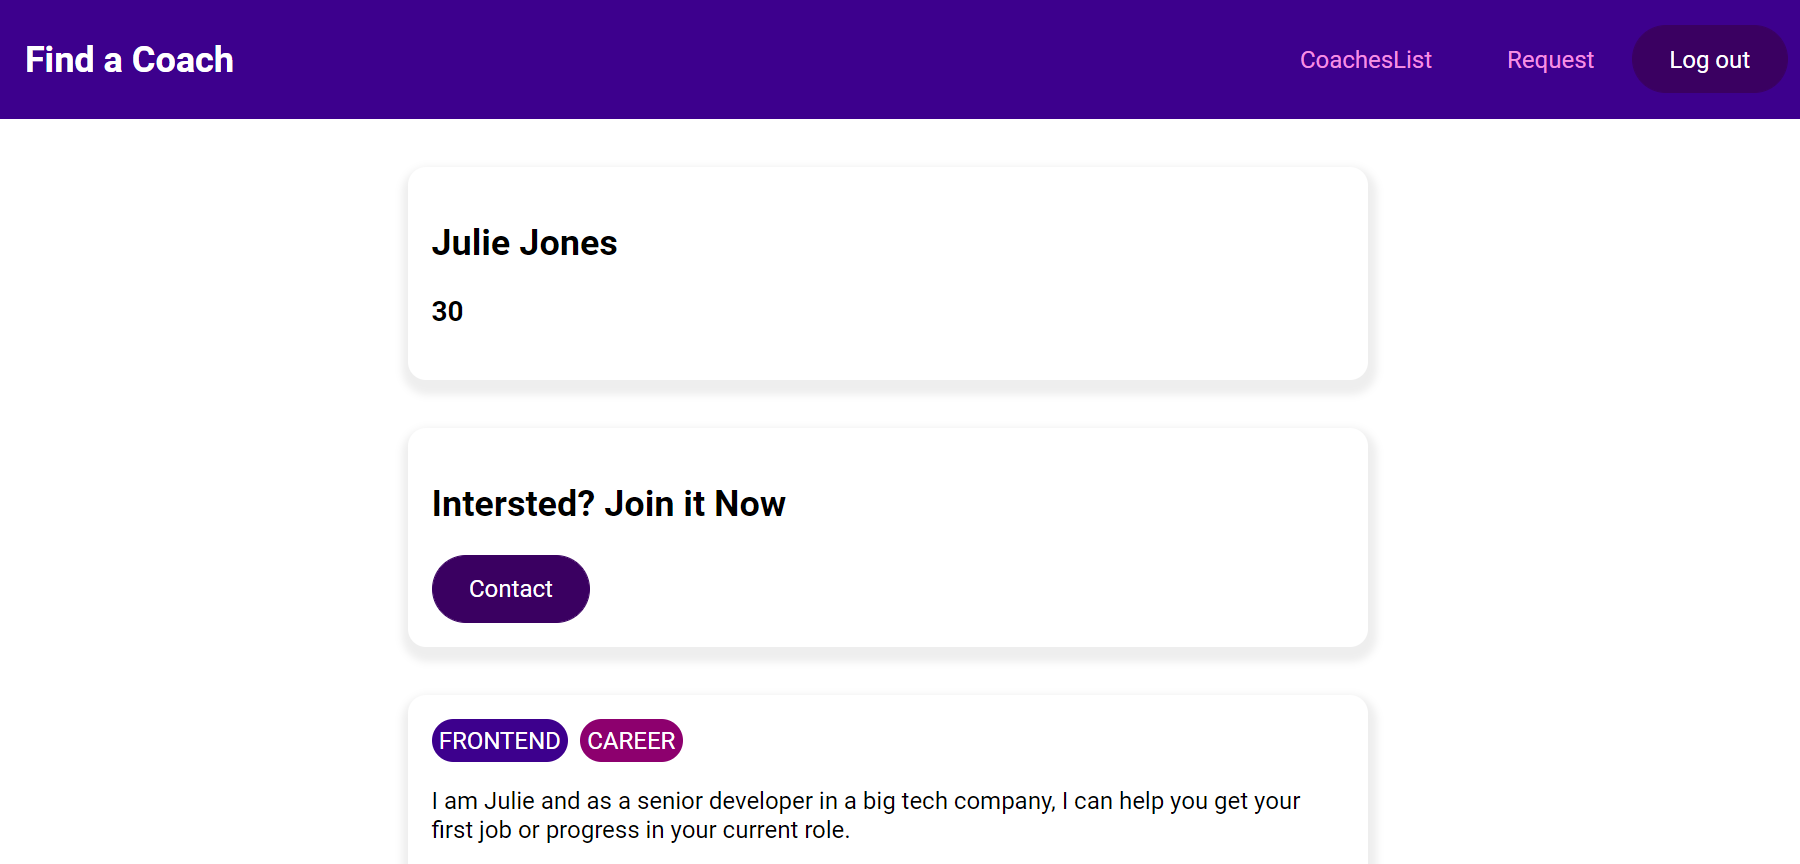 Find a Coach
CoachesList
Request
Log out
Julie Jones
30
Intersted? Join it Now
Contact
FRONTEND
CAREER
I am Julie and as a senior developer in a big tech company, I can help you get your
first job or progress in your current role.